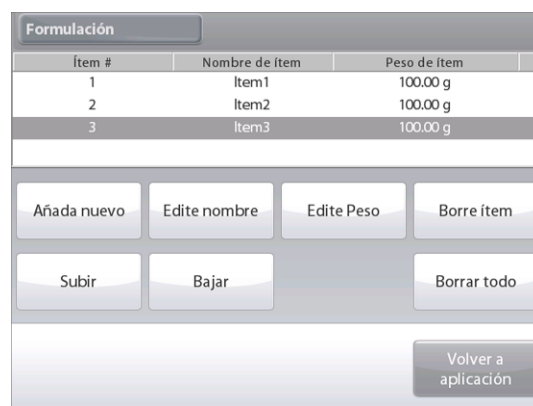 Formulación
Ítem # Nombre de ítem Peso de ítem
1 Item1 100.00 g
2 Item2 100.00 g
3 Item3 100.00 g
Añada nuevo Edite nombre Edite Peso Borre ítem
Subir Bajar Borrar todo
Volver a
aplicación